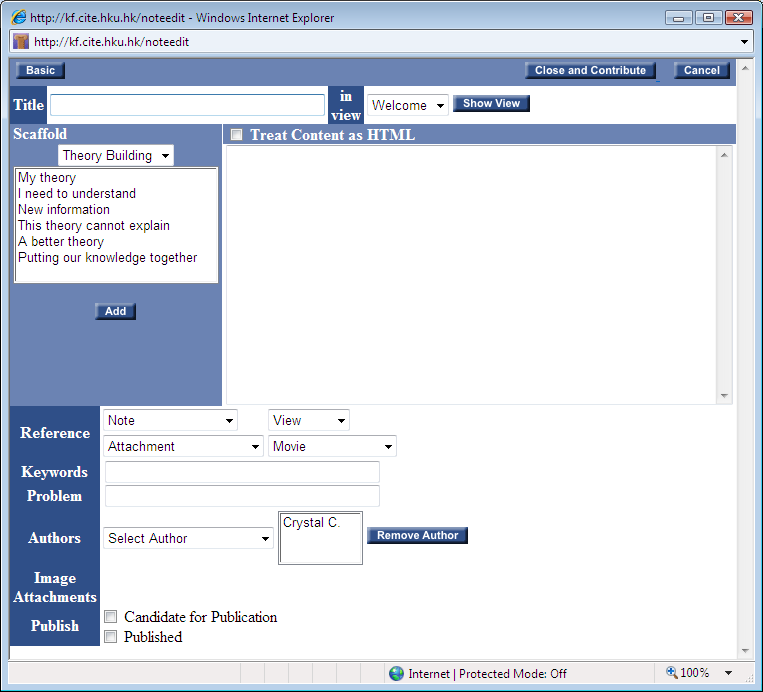 http://kf.cite.hku.hk/noteedit - Windows Internet Explorer
http://kf.cite.hku.hk/noteedit
Basic Close and Contribute Cancel
Title in view Welcome Show View
Scaffold Treat Content as HTML
Theory Building
My theory
I need to understand
New information
This theory cannot explain
A better theory
Putting our knowledge together
Add
Reference Note View
Attachment Movie
Keywords
Problem
Authors Select Author Crystal C. Remove Author
Image
Attachments
Publish Candidate for Publication
Published
Internet | Protected Mode: Off 100%